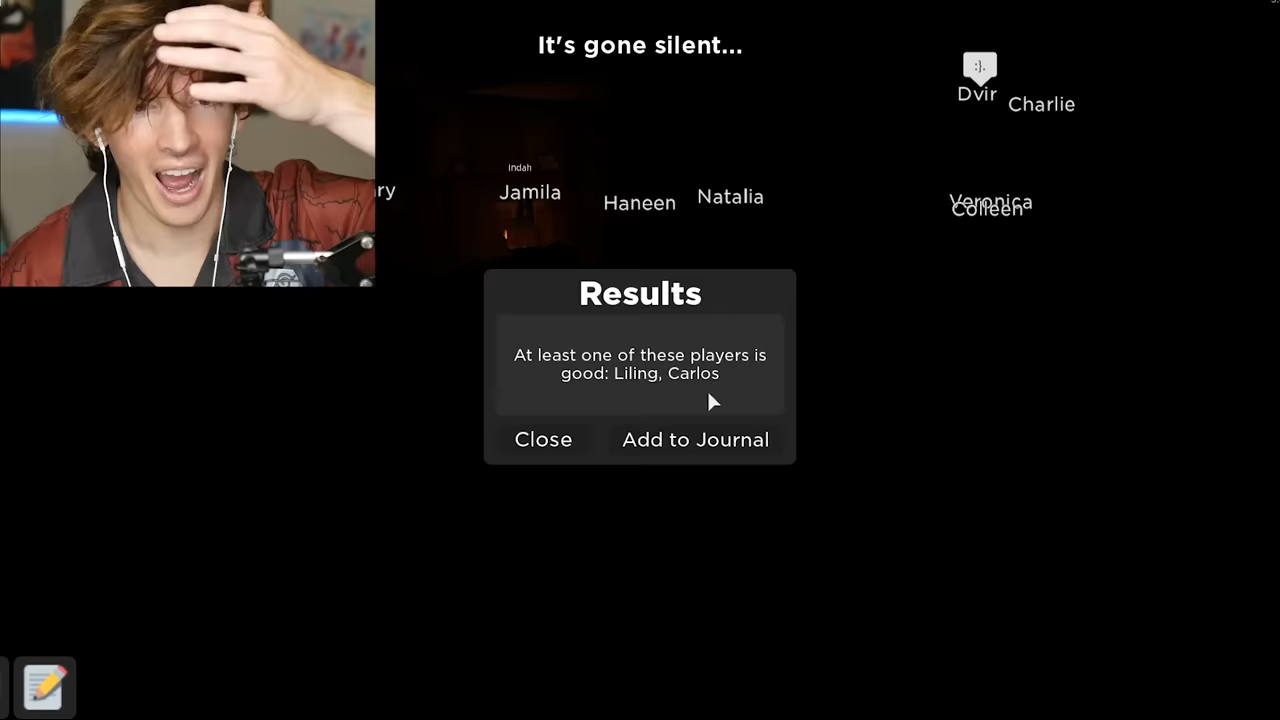 It's gone silent...
:}.
Dvir
Charlie
Indah
ry
Jamila
Haneen
Natalia
Veronica
Colleen
Results
At least one of these players is
good: Liling, Carlos
Close
Add to Journal